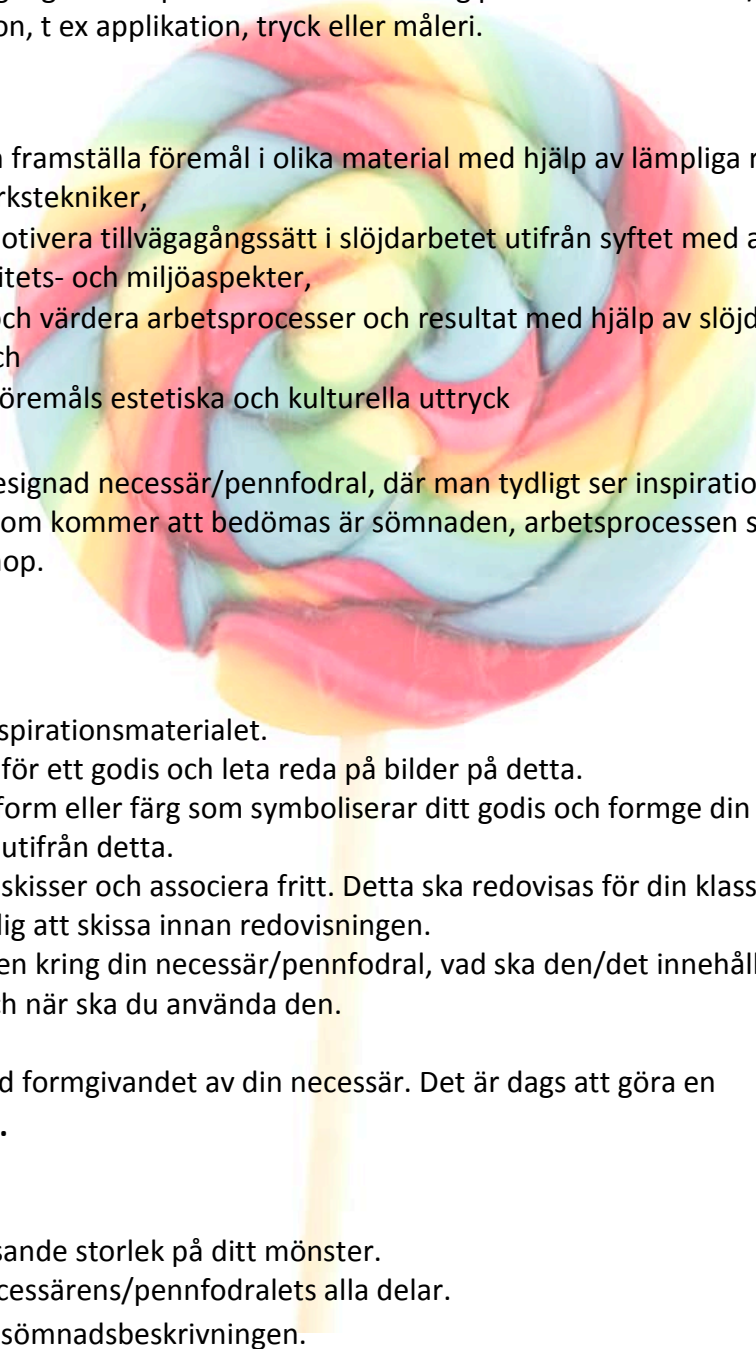 on, t ex applikation, tryck eller måleri.
framställa föremål i olika material med hjälp av lämpliga
rkstekniker,
otivera tillvägagångssätt i slöjdarbetet utifrån syftet med
itets- och miljöaspekter,
och värdera arbetsprocesser och resultat med hjälp av slöjd
ch
öremåls estetiska och kulturella uttryck
esignad necessär/pennfodral, där man tydligt ser inspiratio
om kommer att bedömas är sömnaden, arbetsprocessen s
hop.
spirationsmaterialet.
för ett godis och leta reda på bilder på detta.
form eller färg som symboliserar ditt godis och formge din
utifrån detta.
skisser och associera fritt. Detta ska redovisas för din klass
dig att skissa innan redovisningen.
en kring din necessär/pennfodral, vad ska den/det innehåll
ch när ska du använda den.
d formgivandet av din necessär. Det är dags att göra en
.
sande storlek på ditt mönster.
cessärens/pennfodralets alla delar.
sömnadsbeskrivningen.